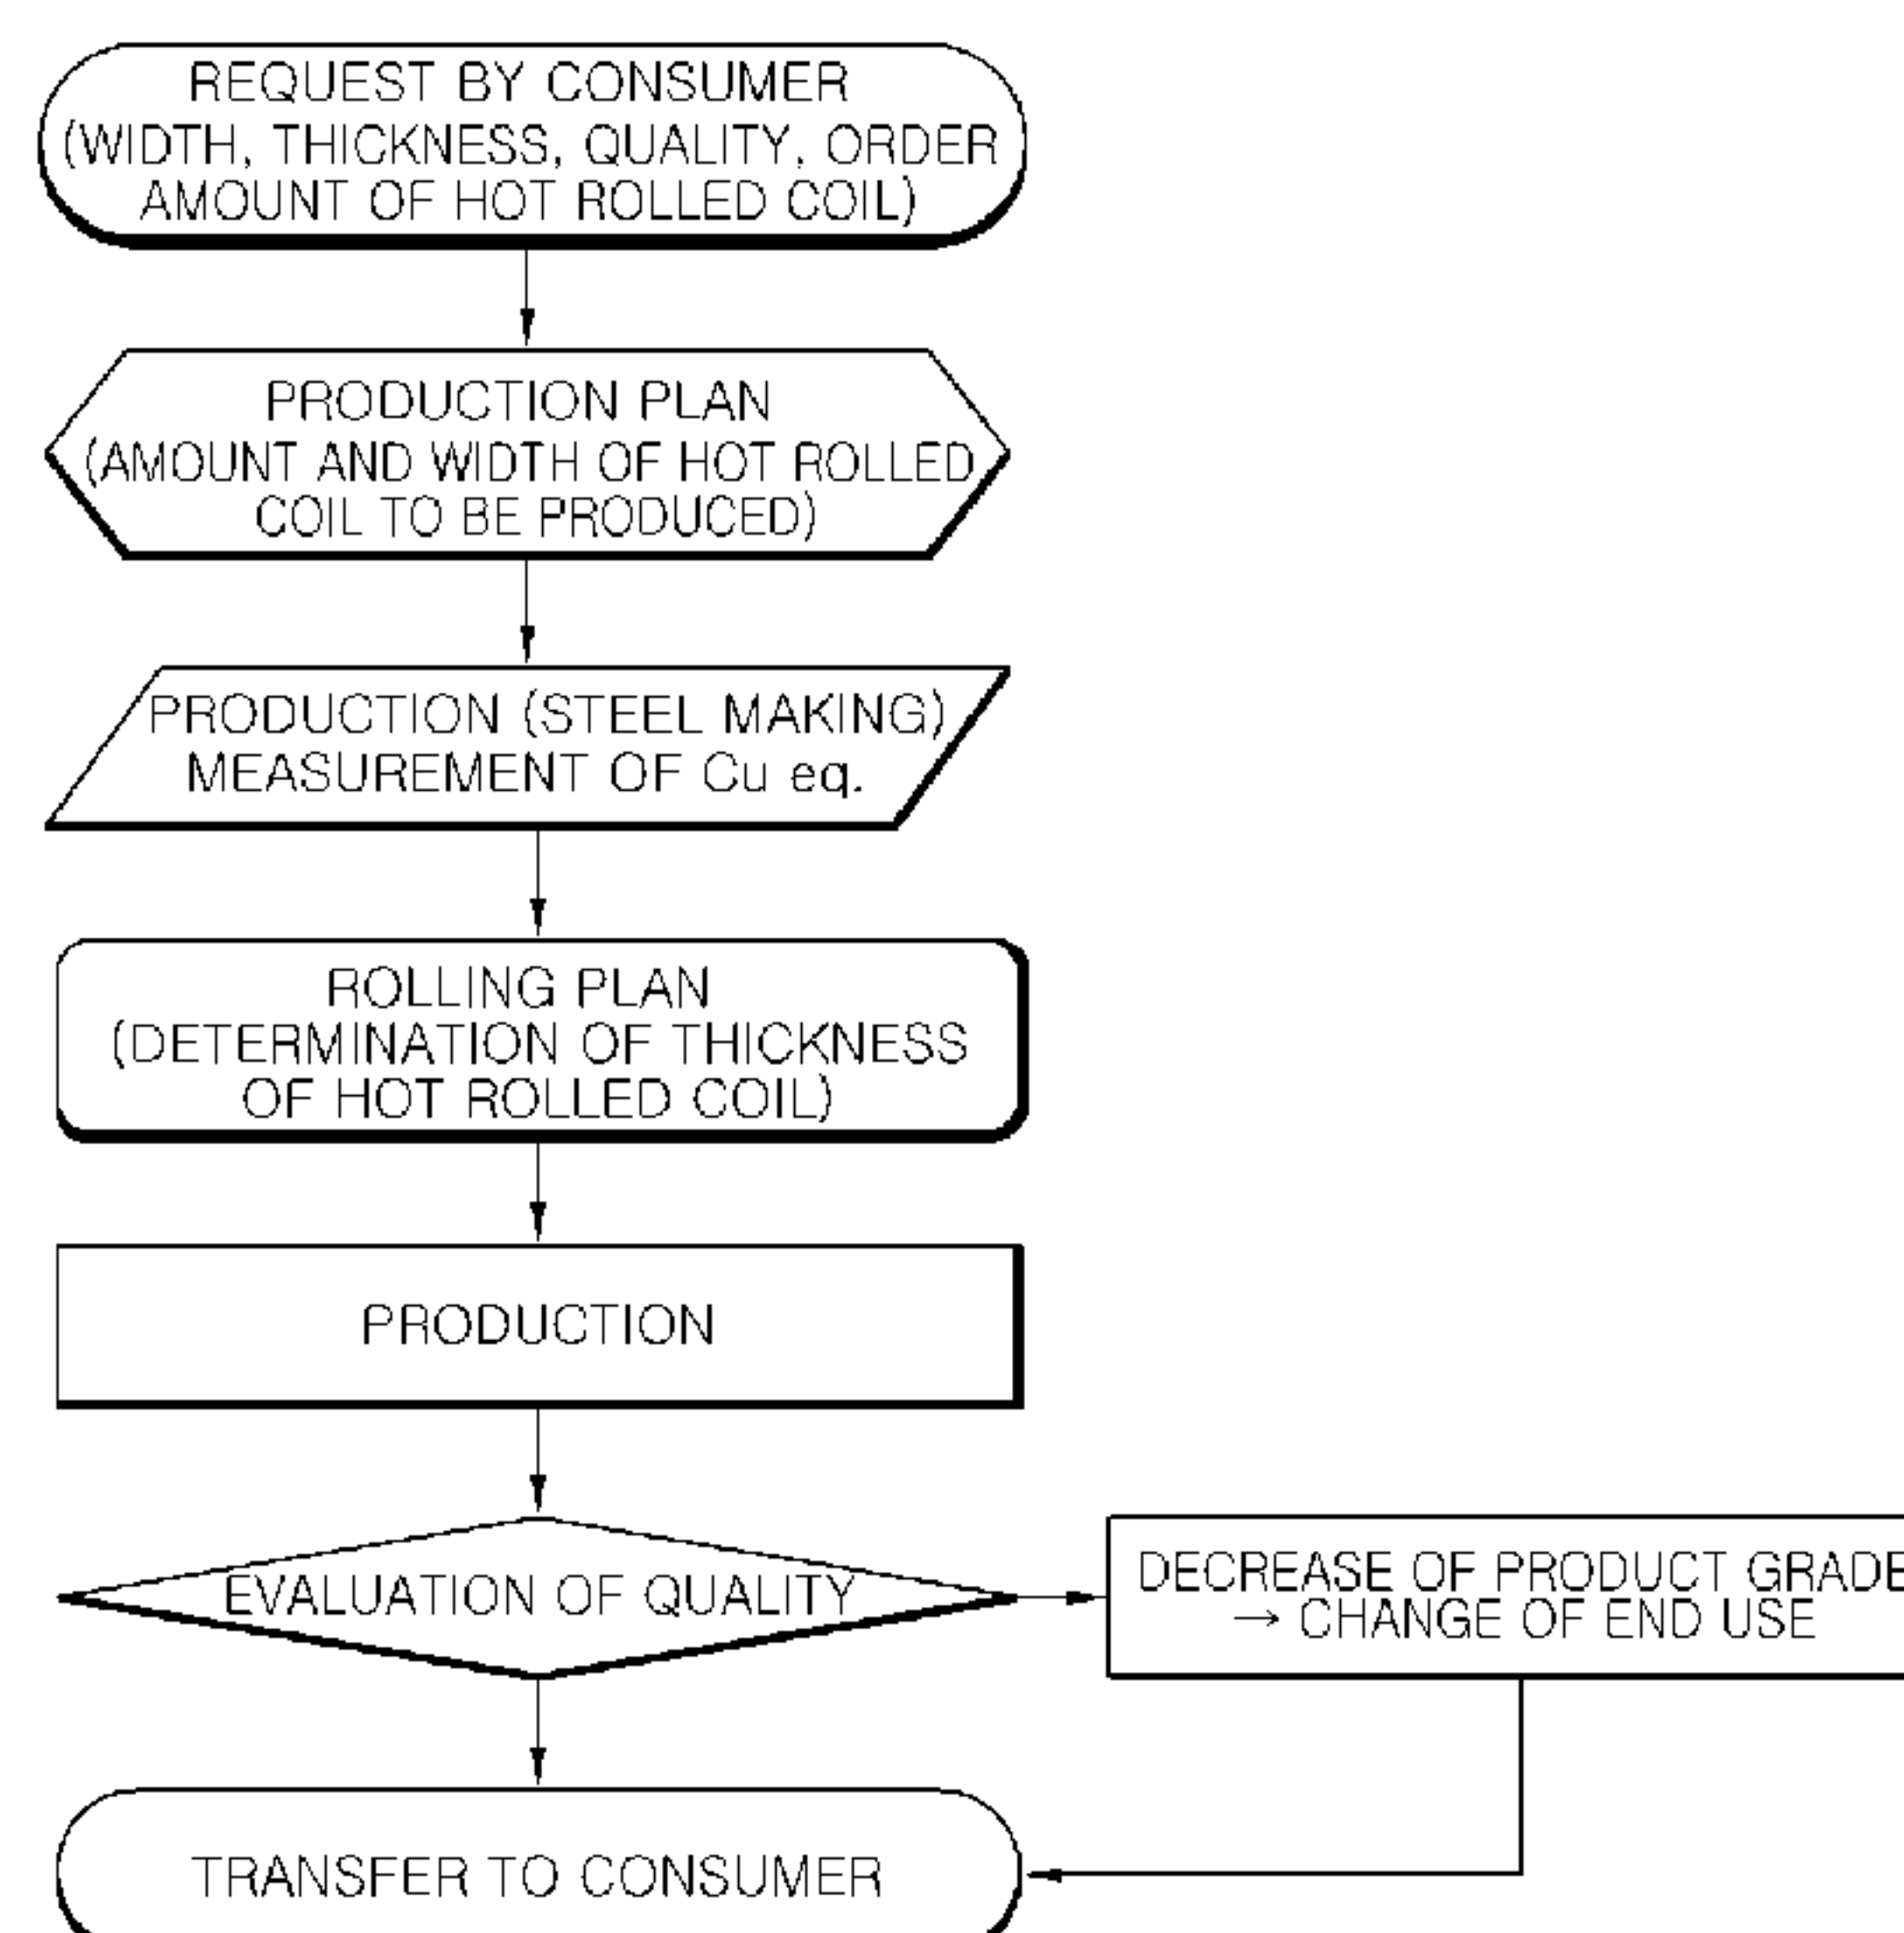 REQUEST BY CONSUMER
(WIDTH, THICKNESS, QUALITY, ORDER
AMOUNT OF HOT ROLLED COIL)
PRODUCTION PLAN
(AMOUNT AND WIDTH OF HOT ROLLED
COIL TO BE PRODUCED)
PRODUCTION (STEEL MAKING)
MEASUREMENT OF Cu eq.
ROLLING PLAN
(DETERMINATION OF THICKNESS
OF HOT ROLLED COIL)
PRODUCTION
EVALUATION OF QUALITY
DECREASE OF PRODUCT GRADE
→ CHANGE OF END USE
TRANSFER TO CONSUMER